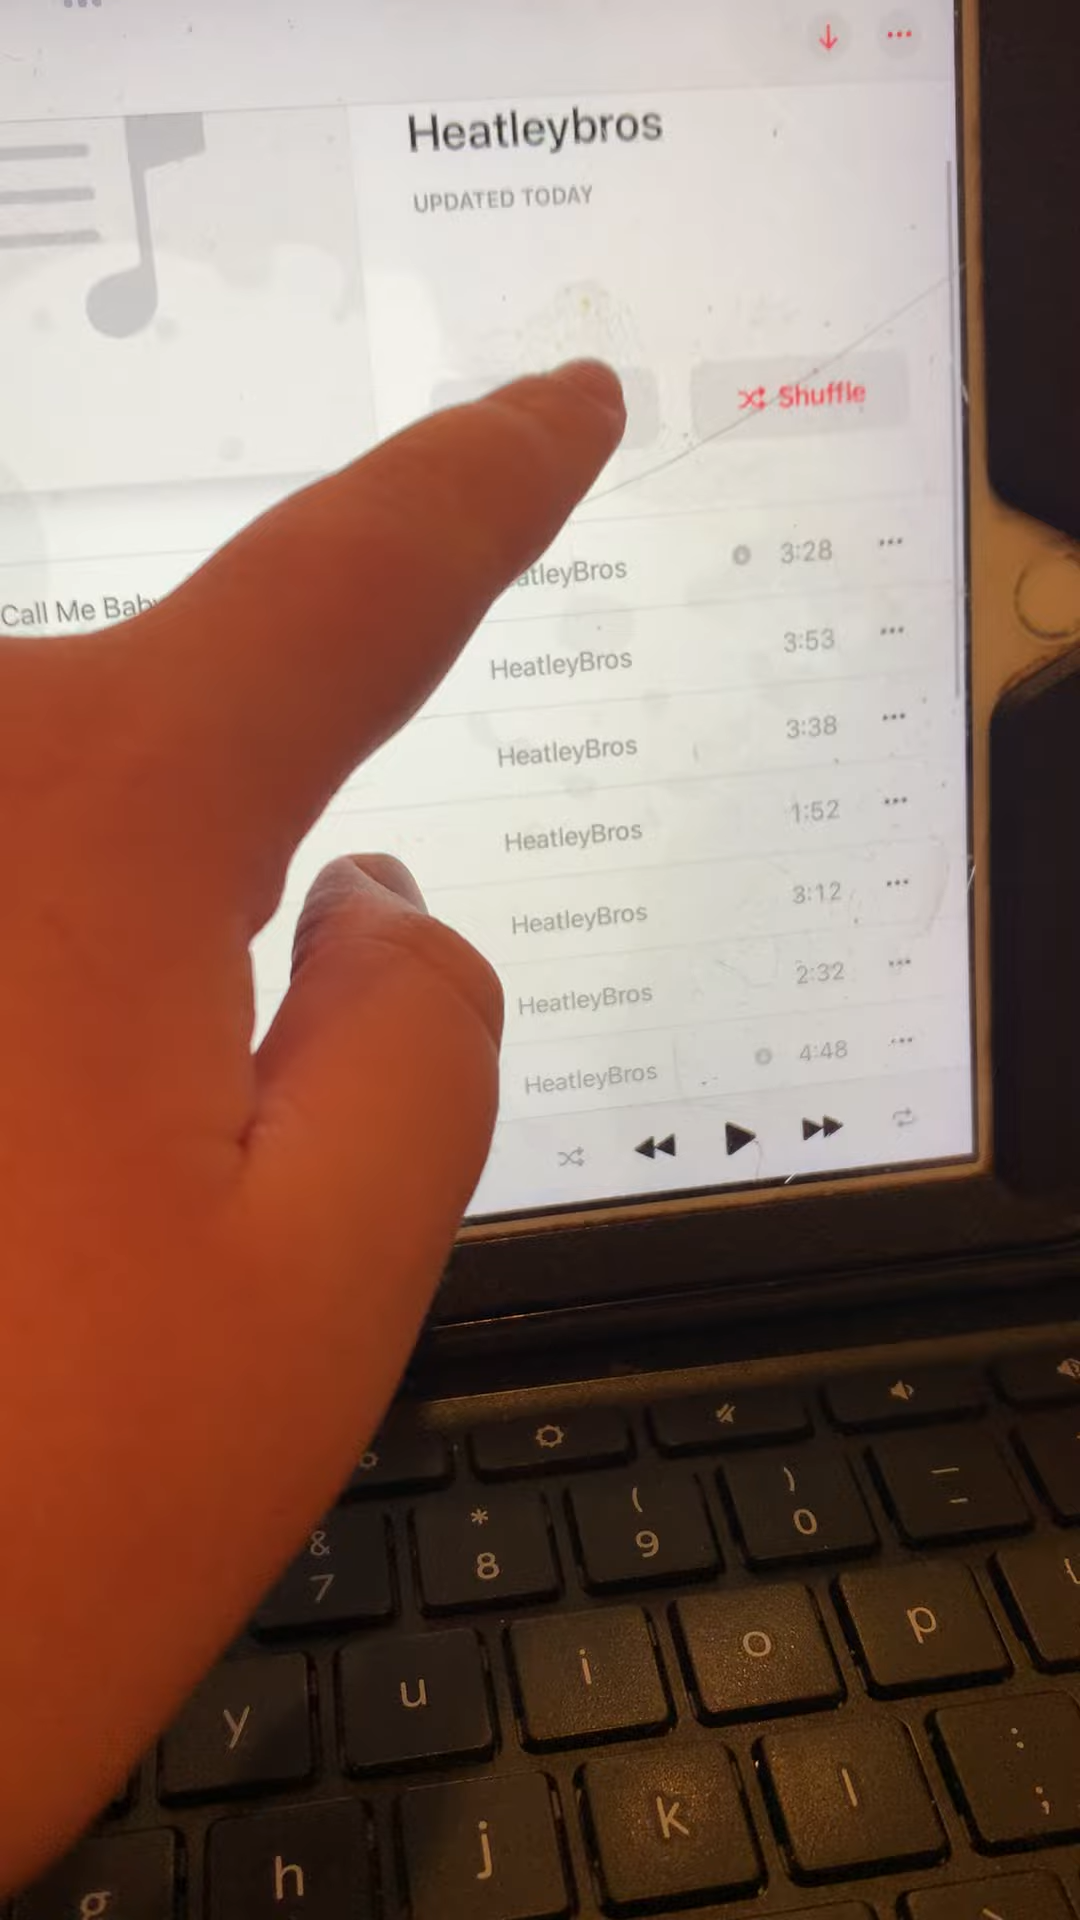 Heatleybros
UPDATED TODAY
Shuffle
Call Me Baby atleyBros 3:28
HeatleyBros 3:53
HeatleyBros 3:38
HeatleyBros 1:52
HeatleyBros 3:12
HeatleyBros 2:32
HeatleyBros 4:48
& * ( ) —
7 8 9 0 -
y u i o p {
h j k l : ;
g